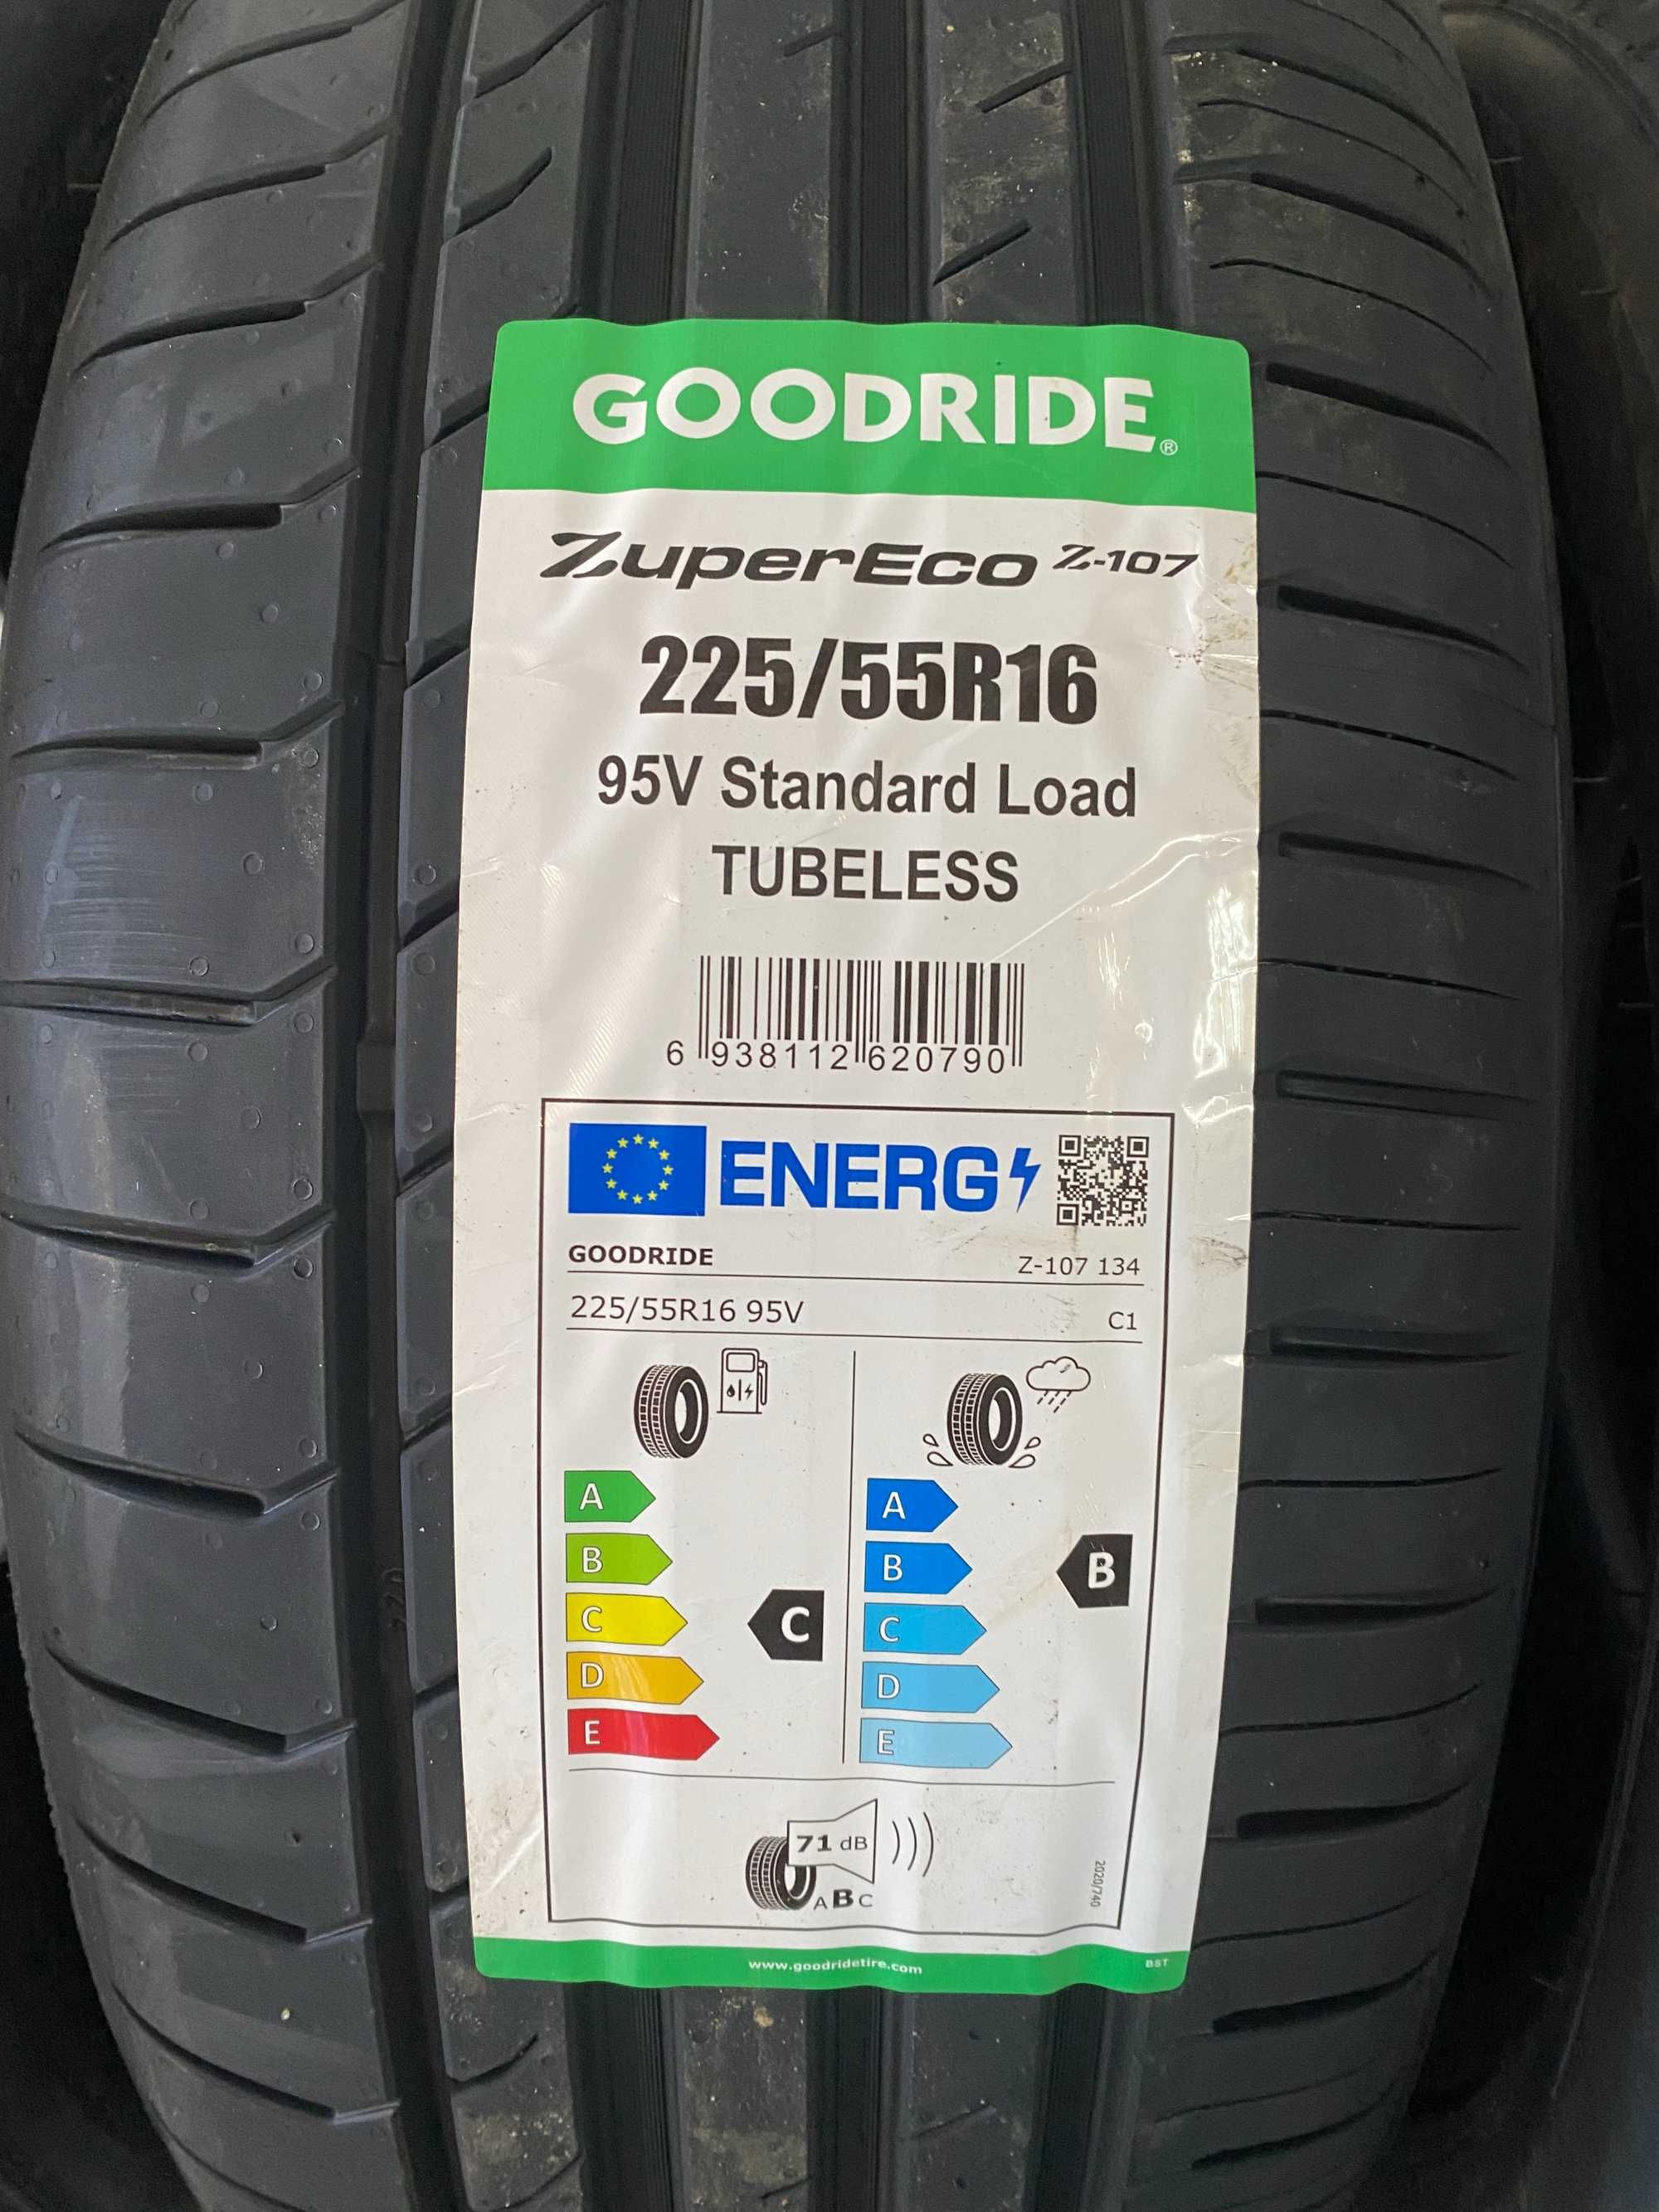 GOODRIDE®
ZuperEco Z-107
225/55R16
95V Standard Load
TUBELESS
6 938112 620790
ENERG
GOODRIDE Z-107 134
225/55R16 95V C1
A A
B B B
C C C
D D
E E
71 dB
ABC
2020/740
www.goodridetire.com BST